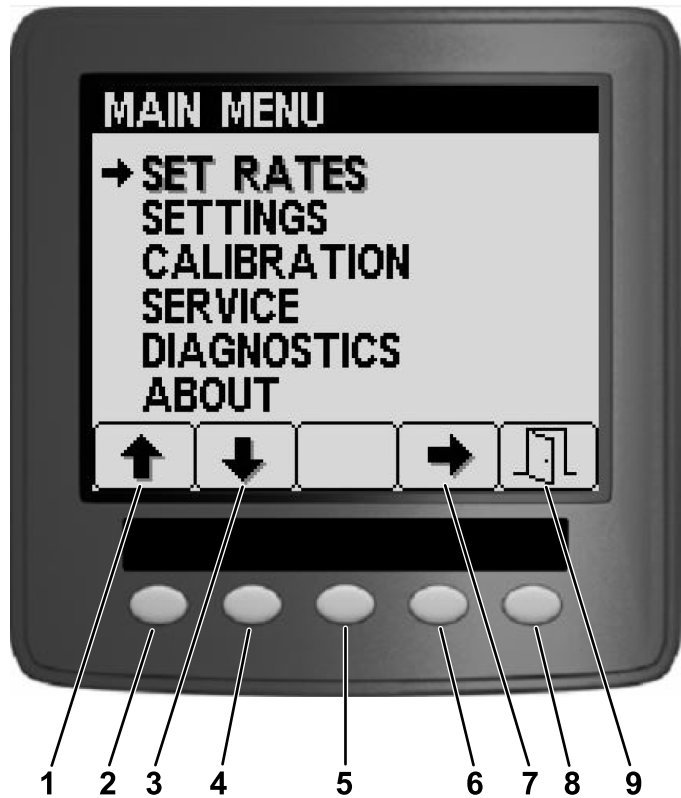 MAIN MENU
SET RATES
SETTINGS
CALIBRATION
SERVICE
DIAGNOSTICS
ABOUT
1 2 3 4 5 6 7 8 9